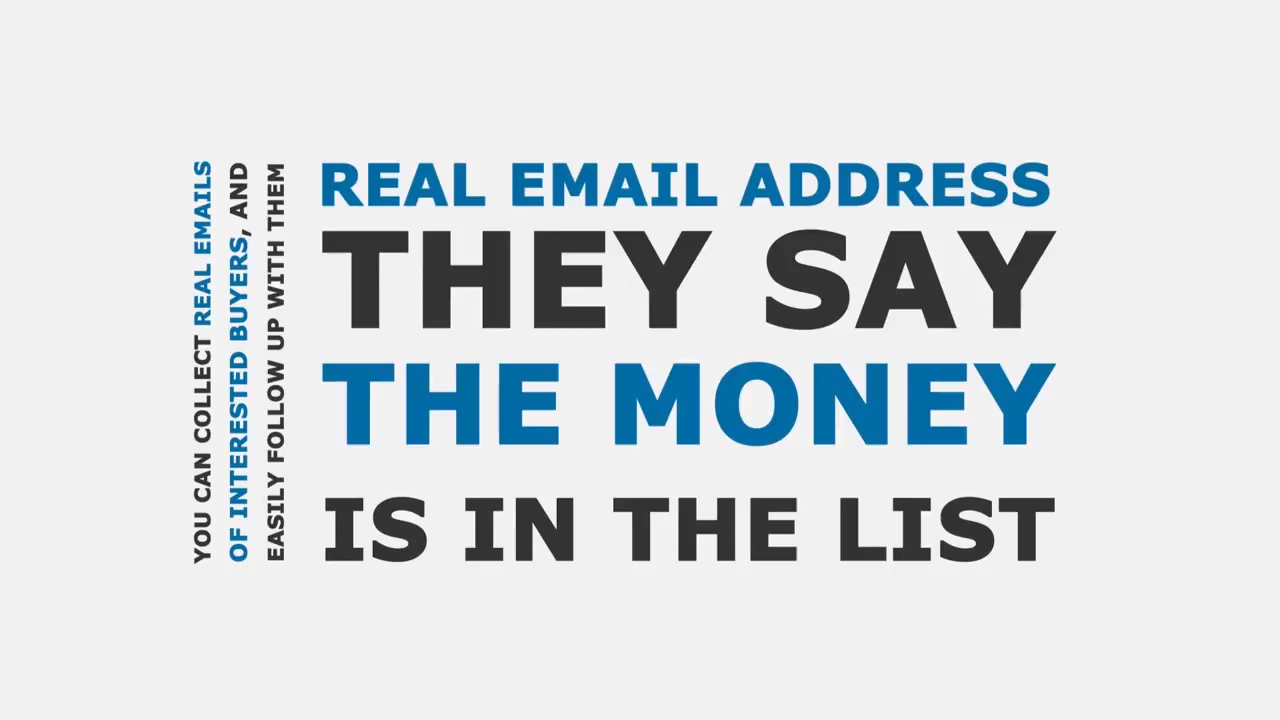 YOU CAN COLLECT REAL EMAILS
OF INTERESTED BUYERS, AND
EASILY FOLLOW UP WITH THEM
REAL EMAIL ADDRESS
THEY SAY
THE MONEY
IS IN THE LIST